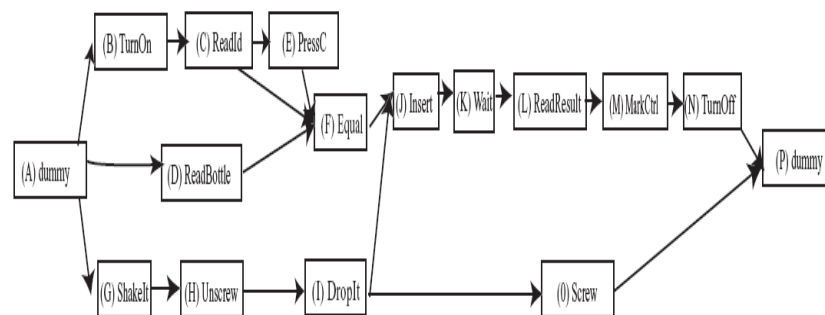 (B) TurnOn
(C) ReadId
(E) PressC
(J) Insert
(K) Wait
(L) ReadResult
(M) MarkCtrl
(N) TurnOff
(F) Equal
(A) dummy
(D) ReadBottle
(P) dummy
(G) ShakeIt
(H) Unscrew
(I) DropIt
(0) Screw